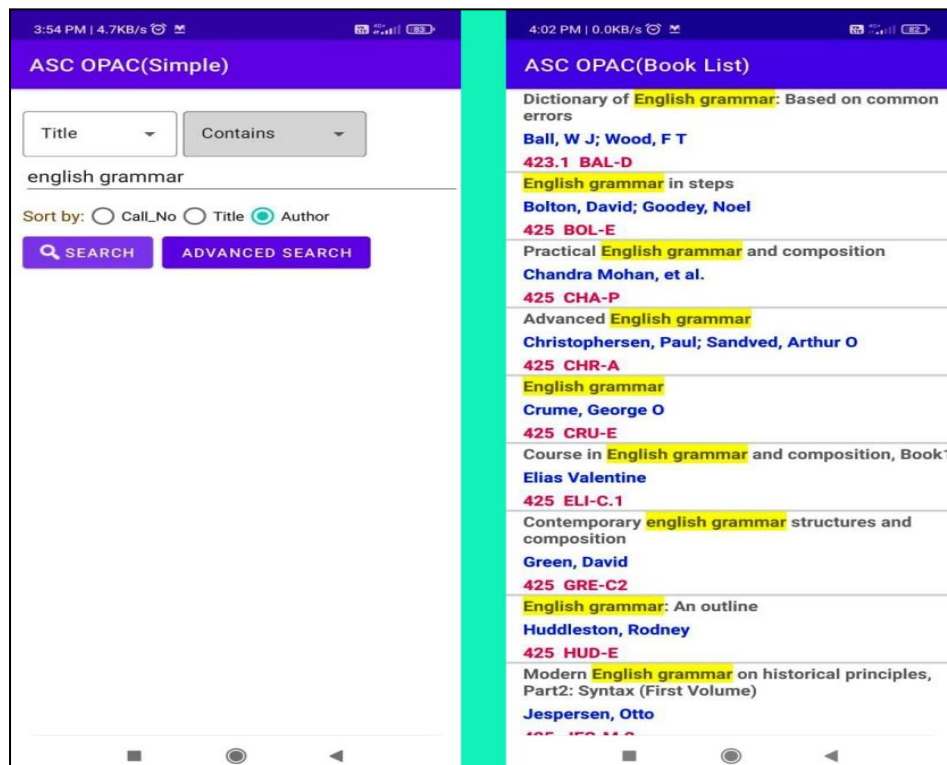 3:54 PM | 4.7KB/s
83
ASC OPAC(Simple)
Title
Contains
english grammar
Sort by: Call_No Title Author
SEARCH
ADVANCED SEARCH
4:02 PM | 0.0KB/s
82
ASC OPAC(Book List)
Dictionary of English grammar: Based on common
errors
Ball, W J; Wood, F T
423.1 BAL-D
English grammar in steps
Bolton, David; Goodey, Noel
425 BOL-E
Practical English grammar and composition
Chandra Mohan, et al.
425 CHA-P
Advanced English grammar
Christophersen, Paul; Sandved, Arthur O
425 CHR-A
English grammar
Crume, George O
425 CRU-E
Course in English grammar and composition, Book1
Elias Valentine
425 ELI-C.1
Contemporary english grammar structures and
composition
Green, David
425 GRE-C2
English grammar: An outline
Huddleston, Rodney
425 HUD-E
Modern English grammar on historical principles,
Part2: Syntax (First Volume)
Jespersen, Otto